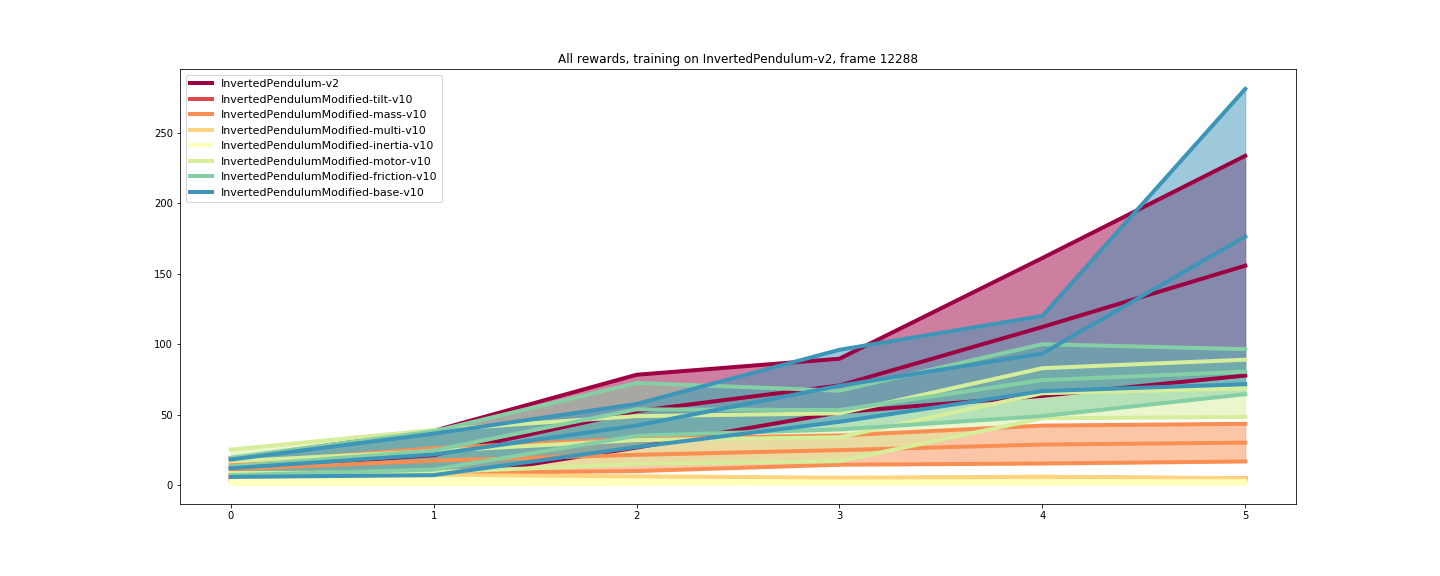 All rewards, training on InvertedPendulum-v2, frame 12288
InvertedPendulum-v2
InvertedPendulumModified-tilt-v10
InvertedPendulumModified-mass-v10
InvertedPendulumModified-multi-v10
InvertedPendulumModified-inertia-v10
InvertedPendulumModified-motor-v10
InvertedPendulumModified-friction-v10
InvertedPendulumModified-base-v10
250
200
150
100
50
0
0 1 2 3 4 5